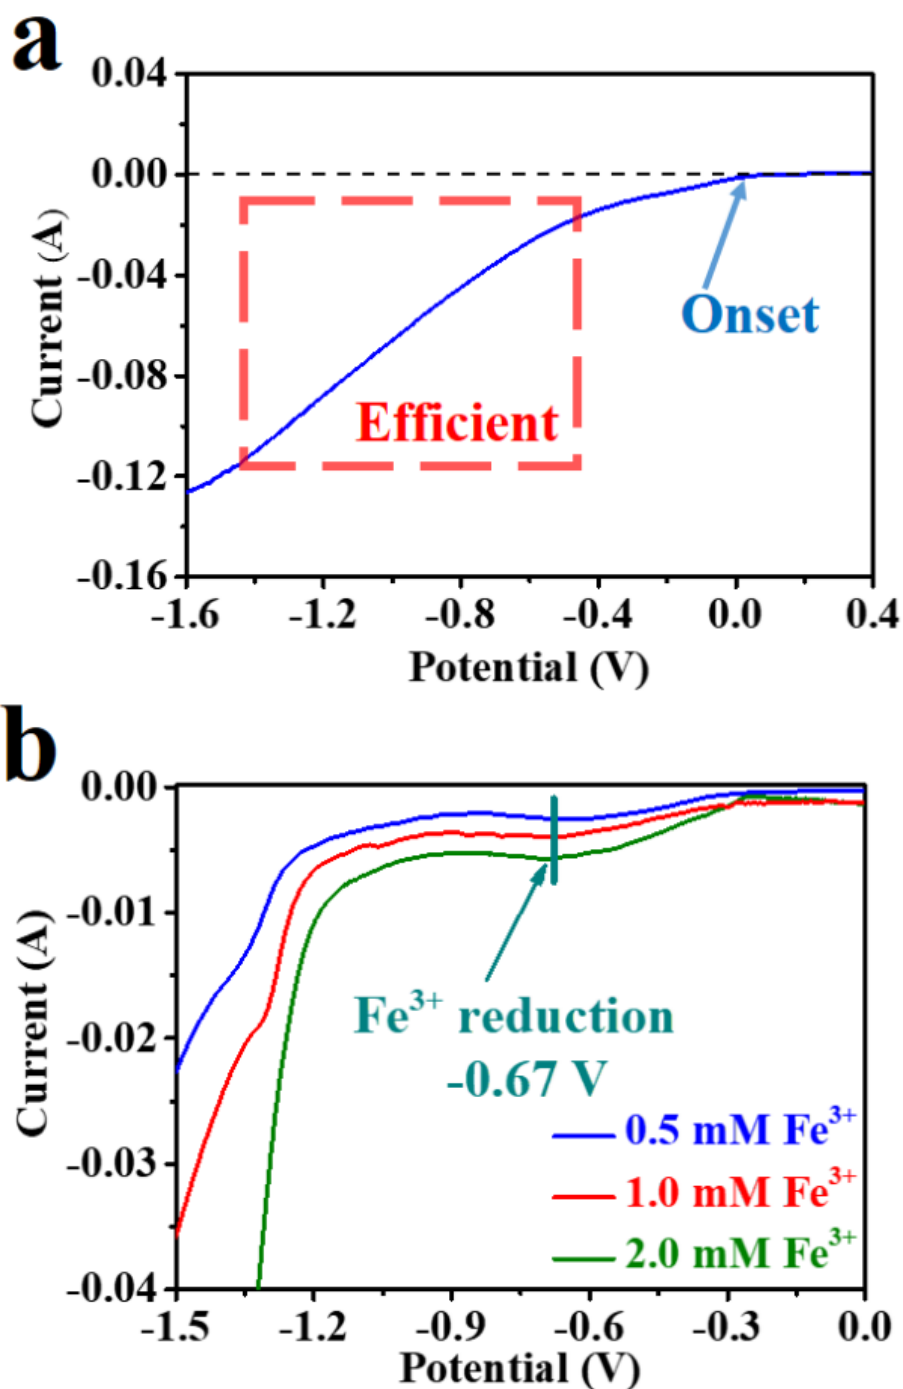 a
0.04
0.00
-0.04
-0.08
-0.12
-0.16
Current (A)
Onset
Efficient
-1.6 -1.2 -0.8 -0.4 0.0 0.4
Potential (V)
b
0.00
-0.01
-0.02
-0.03
-0.04
Current (A)
Fe³⁺ reduction
-0.67 V
0.5 mM Fe³⁺
1.0 mM Fe³⁺
2.0 mM Fe³⁺
-1.5 -1.2 -0.9 -0.6 -0.3 0.0
Potential (V)